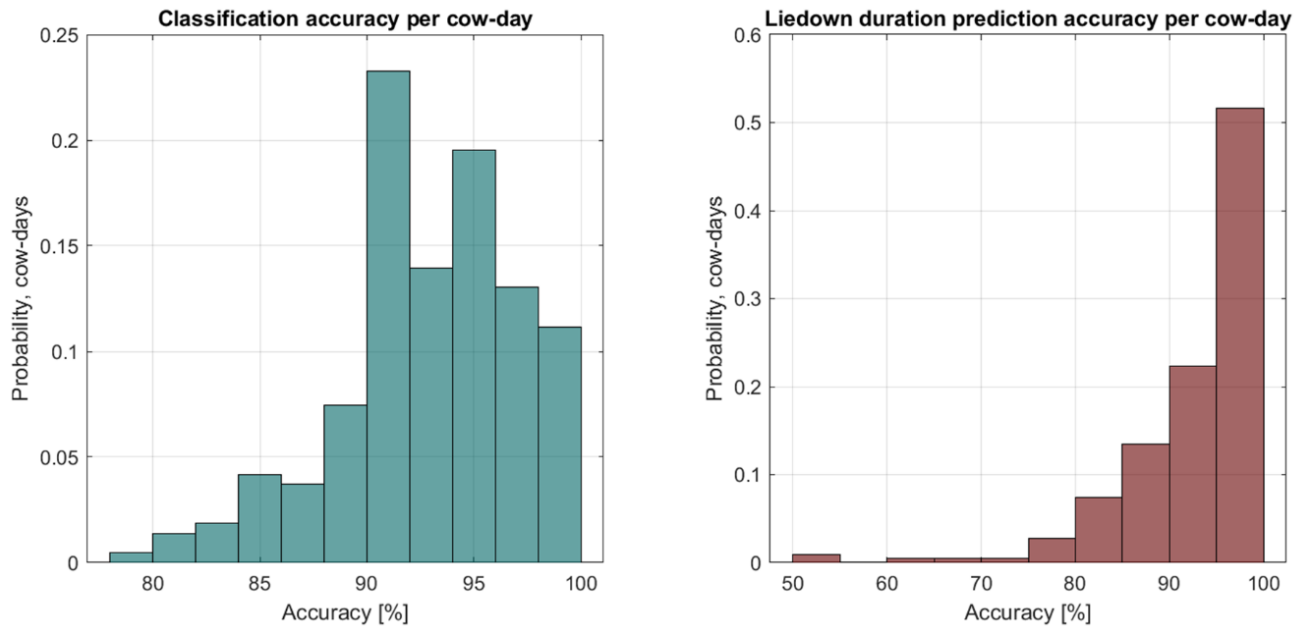 Classification accuracy per cow-day
0.25
0.2
0.15
0.1
0.05
0
Probability, cow-days
80 85 90 95 100
Accuracy [%]
Liedown duration prediction accuracy per cow-day
0.6
0.5
0.4
0.3
0.2
0.1
0
Probability, cow-days
50 60 70 80 90 100
Accuracy [%]